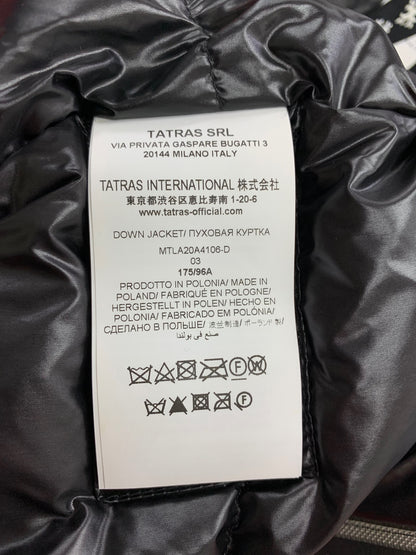 TATRAS SRL
VIA PRIVATA GASPARE BUGATTI 3
20144 MILANO ITALY
TATRAS INTERNATIONAL 株式会社
東京都渋谷区恵比寿南 1-20-6
www.tatras-official.com
DOWN JACKET/ ПУХОВАЯ КУРТКА
MTLA20A4106-D
03
175/96A
PRODOTTO IN POLONIA/ MADE IN
POLAND/ FABRIQUÉ EN POLOGNE/
HERGESTELLT IN POLEN/ HECHO EN
POLONIA/ FABRICADO NA POLÓNIA/
СДЕЛАНО В ПОЛЬШЕ/ 波兰制造/ ポーランド製/
صنع في بولندا
F W
F